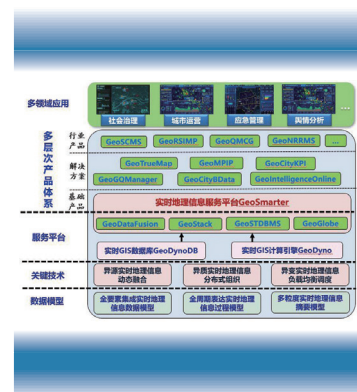 多领域应用
社会治理 城市运营 应急管理 舆情分析 ...
多层次产品体系
行业产品
GeoSCMS GeoRSIMP GeoQMCG GeoNRRMS ...
解决方案
GeoTrueMap GeoMPIP GeoCityKPI
GeoGQManager GeoCityBData GeoIntelligenceOnline
基础产品
实时地理信息服务平台GeoSmarter
GeoDataFusion GeoStack GeoSTDBMS GeoGlobe
服务平台
实时GIS数据库GeoDynoDB 实时GIS计算引擎GeoDyno
关键技术
异源实时地理信息动态融合
异质实时地理信息分布式组织
异变实时地理信息负载均衡调度
数据模型
全要素集成实时地理信息数据模型
全周期表达实时地理信息过程模型
多粒度实时地理信息摘要模型